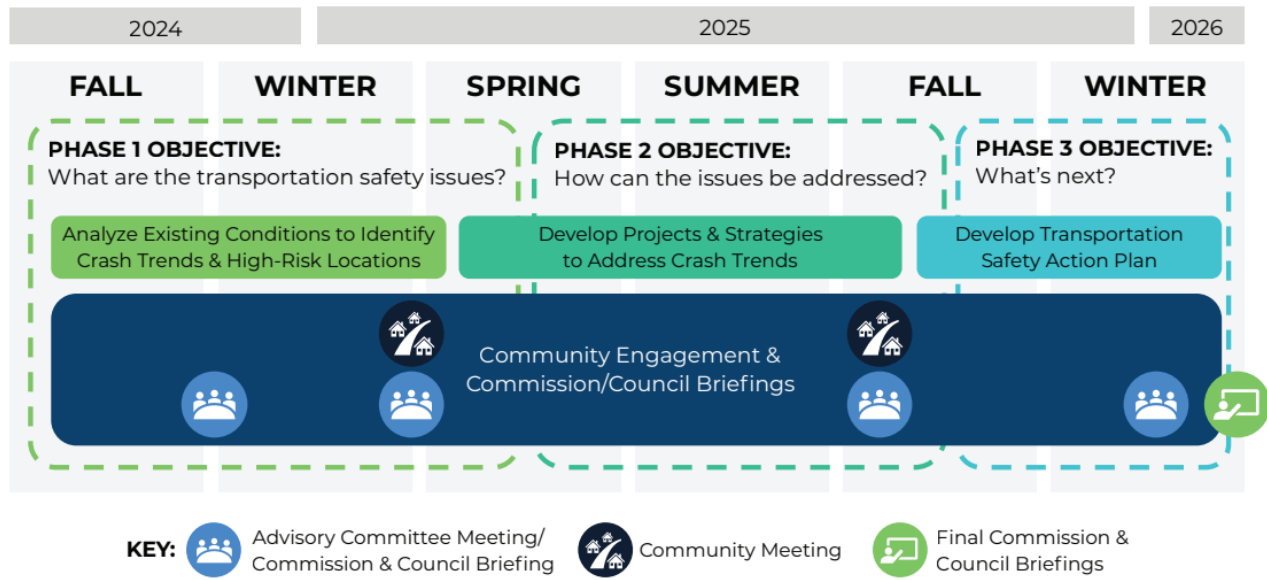 2024
2025
2026
FALL
WINTER
SPRING
SUMMER
FALL
WINTER
PHASE 1 OBJECTIVE:
What are the transportation safety issues?
PHASE 2 OBJECTIVE:
How can the issues be addressed?
PHASE 3 OBJECTIVE:
What's next?
Analyze Existing Conditions to Identify
Crash Trends & High-Risk Locations
Develop Projects & Strategies
to Address Crash Trends
Develop Transportation
Safety Action Plan
Community Engagement &
Commission/Council Briefings
KEY:
Advisory Committee Meeting/
Commission & Council Briefing
Community Meeting
Final Commission &
Council Briefings